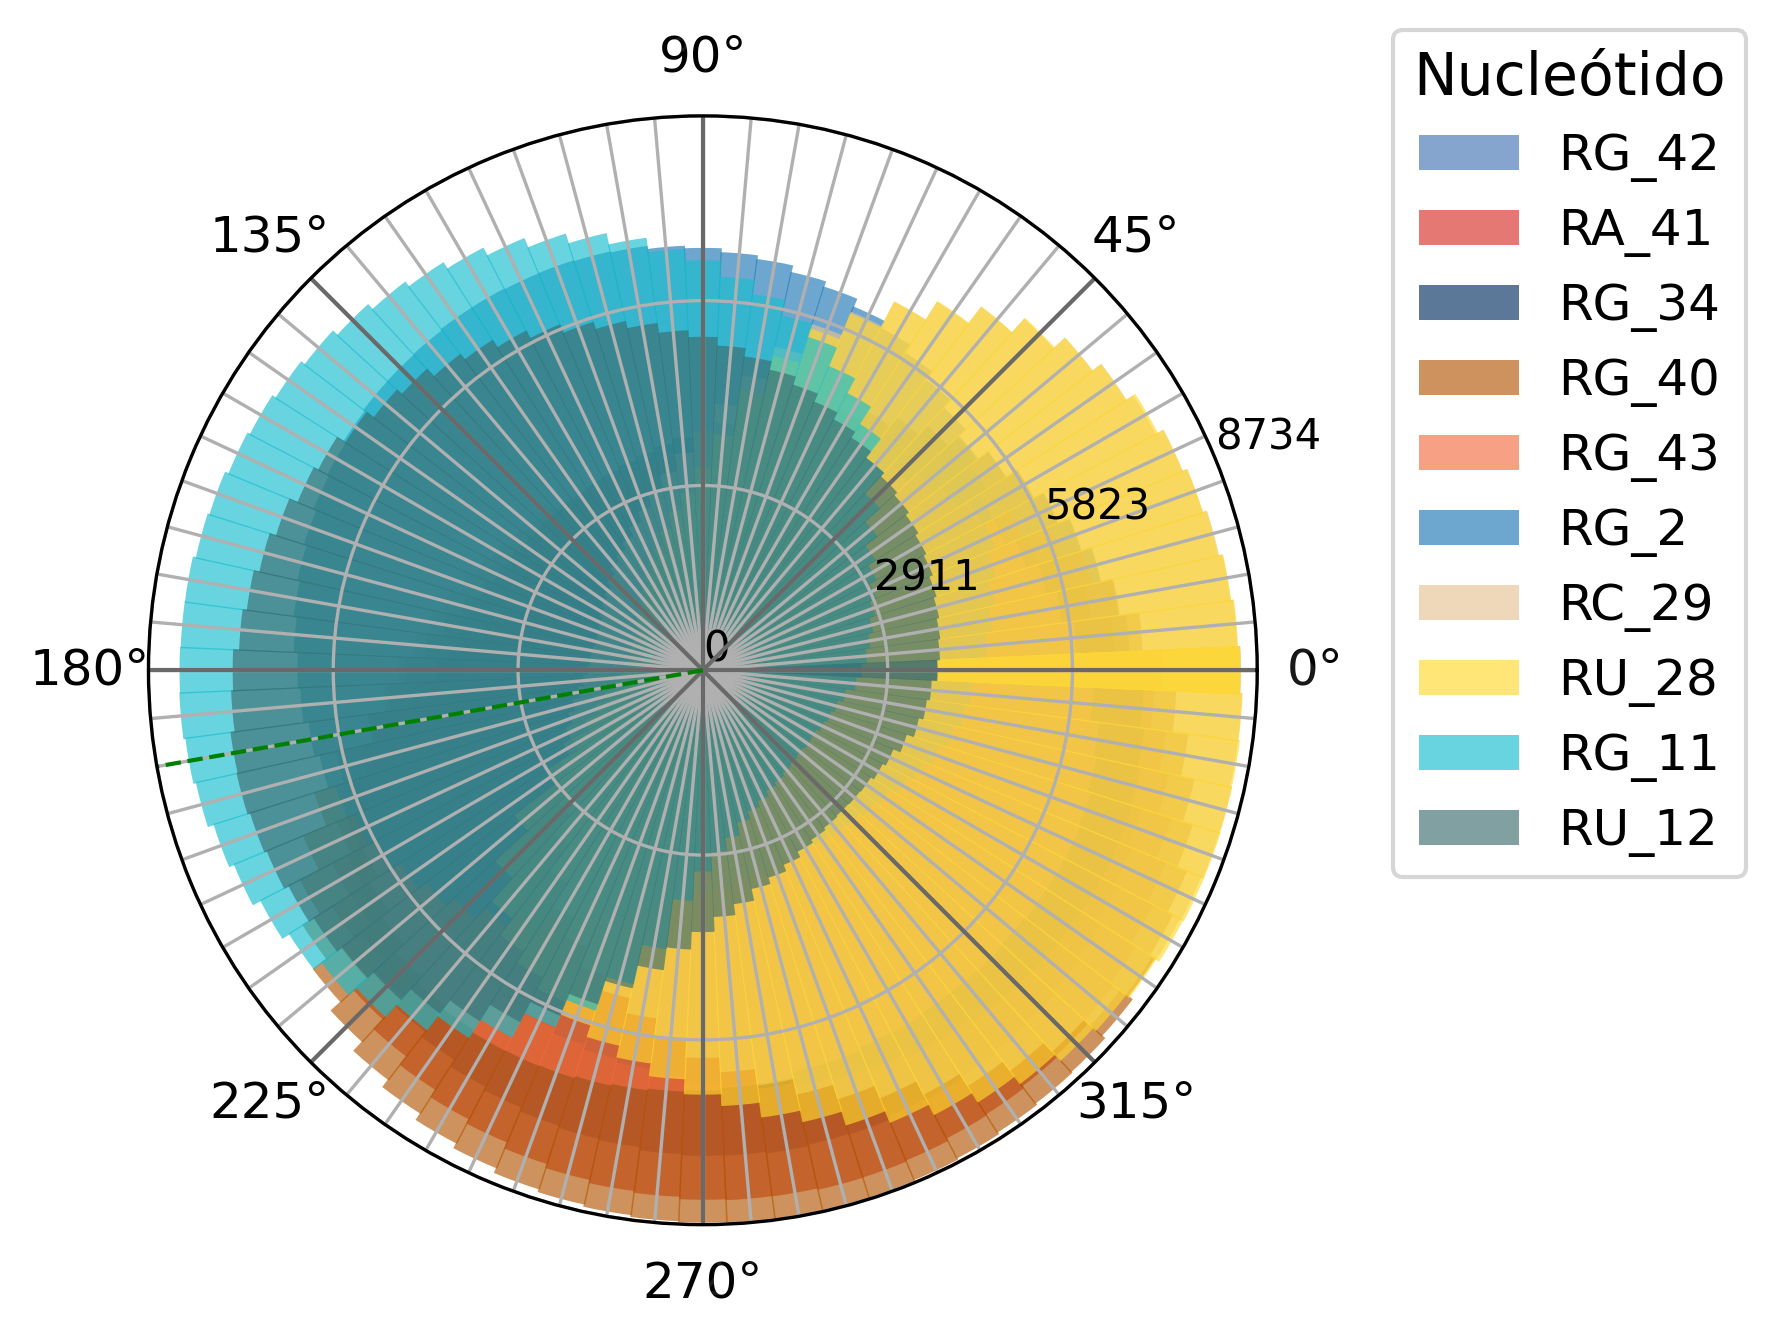 90°
135°
45°
8734
5823
2911
0
180°
0°
225°
315°
270°
Nucleótido
RG_42
RA_41
RG_34
RG_40
RG_43
RG_2
RC_29
RU_28
RG_11
RU_12